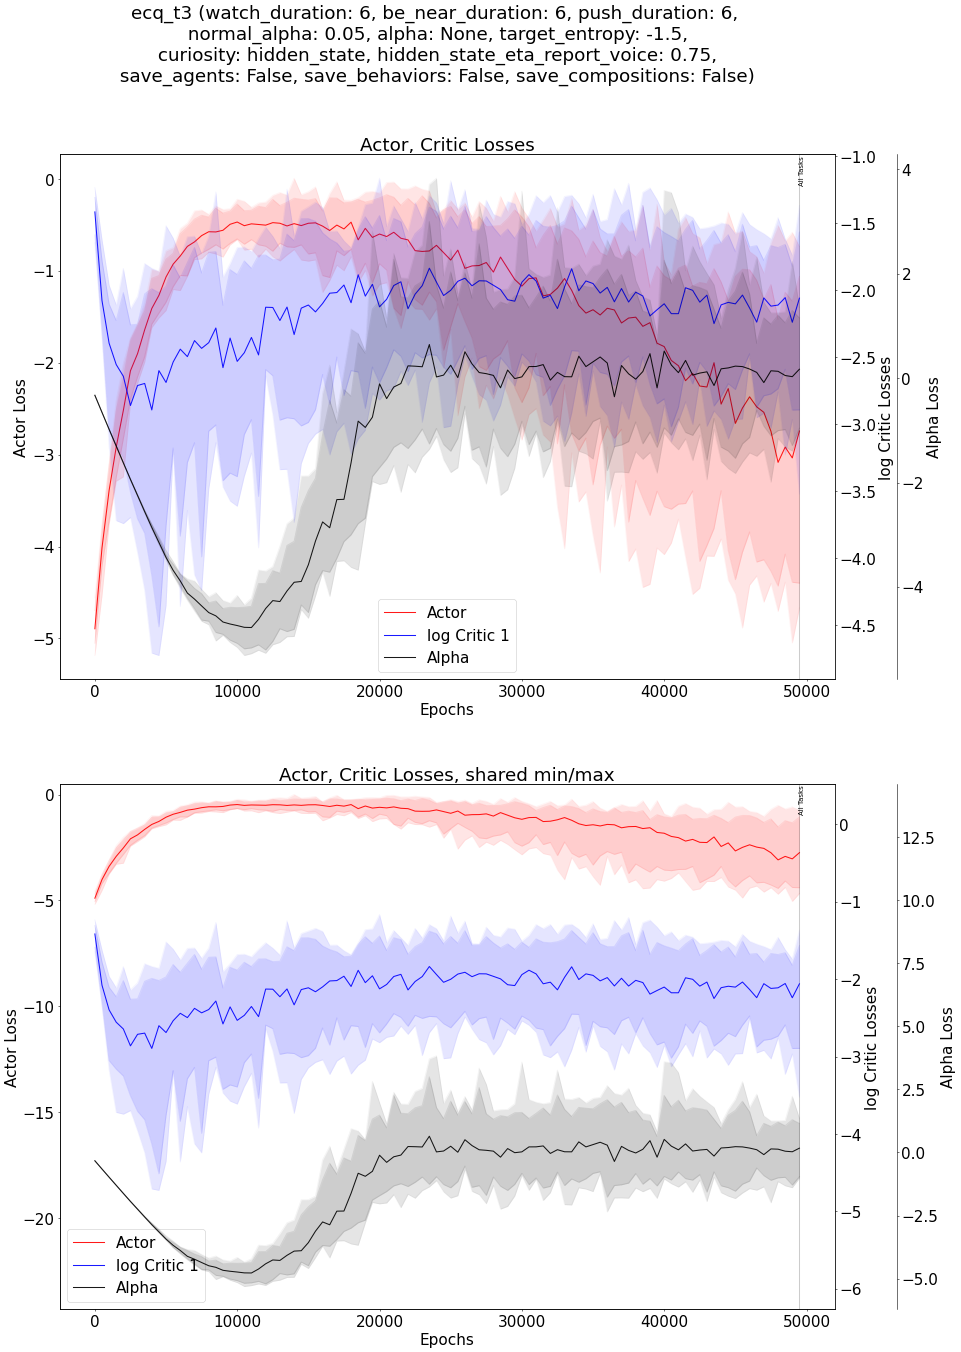 ecq_t3 (watch_duration: 6, be_near_duration: 6, push_duration: 6,
normal_alpha: 0.05, alpha: None, target_entropy: -1.5,
curiosity: hidden_state, hidden_state_eta_report_voice: 0.75,
save_agents: False, save_behaviors: False, save_compositions: False)
Actor, Critic Losses
All Tasks
0
−1
−2
−3
−4
−5
Actor Loss
−1.0
−1.5
−2.0
−2.5
−3.0
−3.5
−4.0
−4.5
log Critic Losses
4
2
0
−2
−4
Alpha Loss
Actor
log Critic 1
Alpha
0 10000 20000 30000 40000 50000
Epochs
Actor, Critic Losses, shared min/max
All Tasks
0
−5
−10
−15
−20
Actor Loss
0
−1
−2
−3
−4
−5
−6
log Critic Losses
12.5
10.0
7.5
5.0
2.5
0.0
−2.5
−5.0
Alpha Loss
Actor
log Critic 1
Alpha
0 10000 20000 30000 40000 50000
Epochs